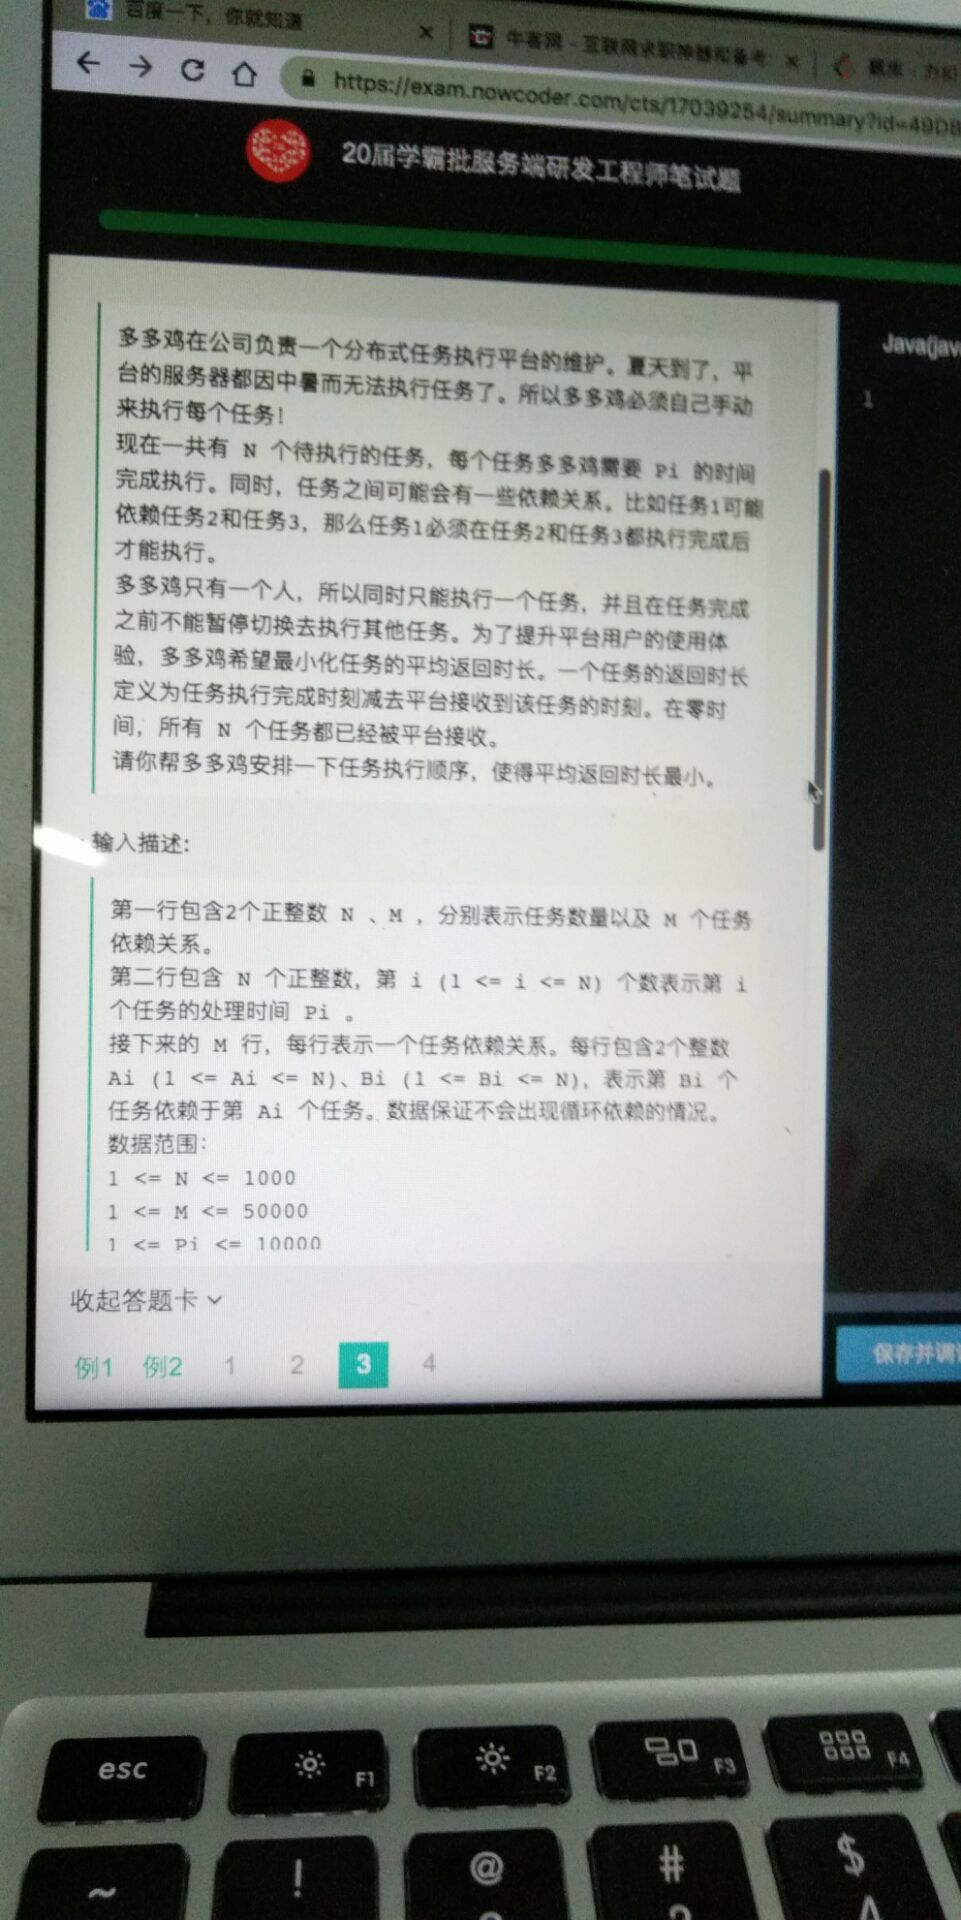 百度一下，你就知道
牛客网 - 互联网求职神器和备考
https://exam.nowcoder.com/cts/17039254/summary?id=49DB
20届学霸批服务端研发工程师笔试题
多多鸡在公司负责一个分布式任务执行平台的维护。夏天到了，平
台的服务器都因中暑而无法执行任务了。所以多多鸡必须自己手动
来执行每个任务！
现在一共有 N 个待执行的任务，每个任务多多鸡需要 Pi 的时间
完成执行。同时，任务之间可能会有一些依赖关系。比如任务1可能
依赖任务2和任务3，那么任务1必须在任务2和任务3都执行完成后
才能执行。
多多鸡只有一个人，所以同时只能执行一个任务，并且在任务完成
之前不能暂停切换去执行其他任务。为了提升平台用户的使用体
验，多多鸡希望最小化任务的平均返回时长。一个任务的返回时长
定义为任务执行完成时刻减去平台接收到该任务的时刻。在零时
间，所有 N 个任务都已经被平台接收。
请你帮多多鸡安排一下任务执行顺序，使得平均返回时长最小。
输入描述:
第一行包含2个正整数 N 、M ，分别表示任务数量以及 M 个任务
依赖关系。
第二行包含 N 个正整数，第 i (1 <= i <= N) 个数表示第 i
个任务的处理时间 Pi 。
接下来的 M 行，每行表示一个任务依赖关系。每行包含2个整数
Ai (1 <= Ai <= N)、Bi (1 <= Bi <= N)，表示第 Bi 个
任务依赖于第 Ai 个任务。数据保证不会出现循环依赖的情况。
数据范围：
1 <= N <= 1000
1 <= M <= 50000
1 <= Pi <= 10000
收起答题卡
例1 例2 1 2 3 4
Java(jav
1
保存并调
esc F1 F2 F3 F4
~ ! @ # $